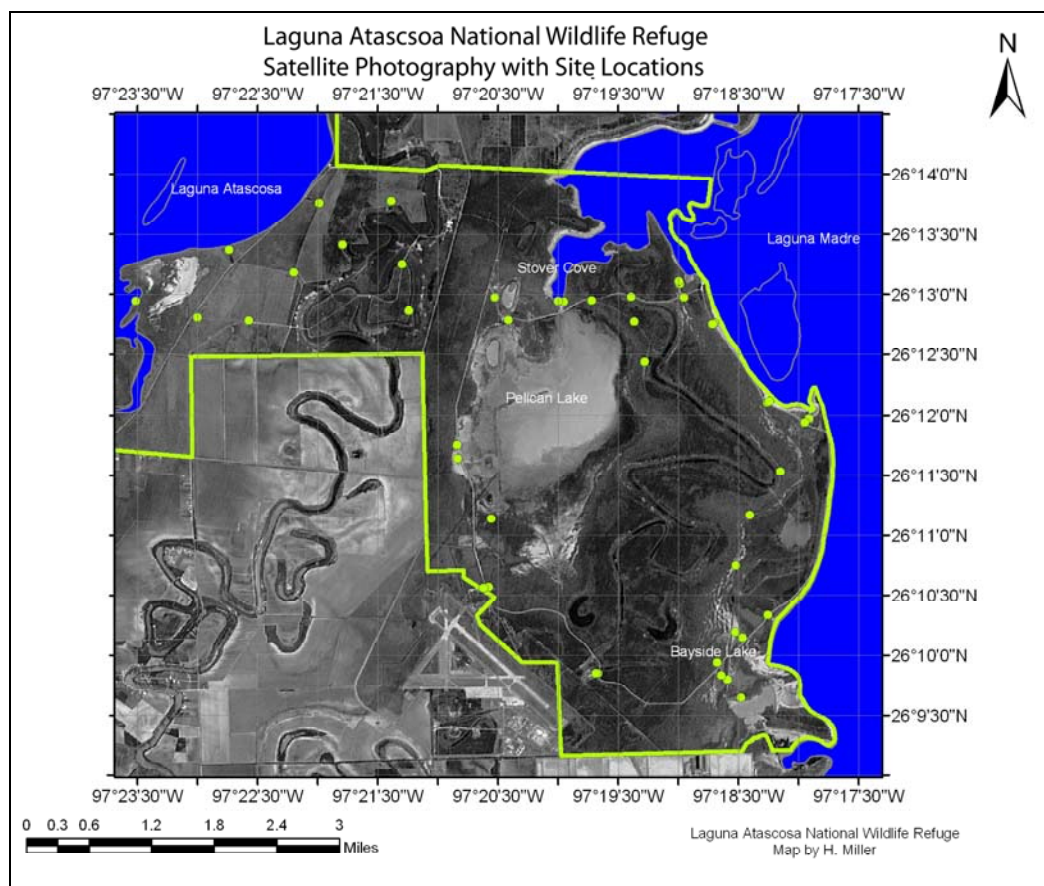 Laguna Atascsoa National Wildlife Refuge
Satellite Photography with Site Locations
N
97°23'30"W 97°22'30"W 97°21'30"W 97°20'30"W 97°19'30"W 97°18'30"W 97°17'30"W
26°14'0"N
Laguna Atascosa
26°13'30"N
Laguna Madre
Stover Cove
26°13'0"N
26°12'30"N
Pelican Lake
26°12'0"N
26°11'30"N
26°11'0"N
26°10'30"N
Bayside Lake
26°10'0"N
26°9'30"N
97°23'30"W 97°22'30"W 97°21'30"W 97°20'30"W 97°19'30"W 97°18'30"W 97°17'30"W
0 0.3 0.6 1.2 1.8 2.4 3
Miles
Laguna Atascosa National Wildlife Refuge
Map by H. Miller